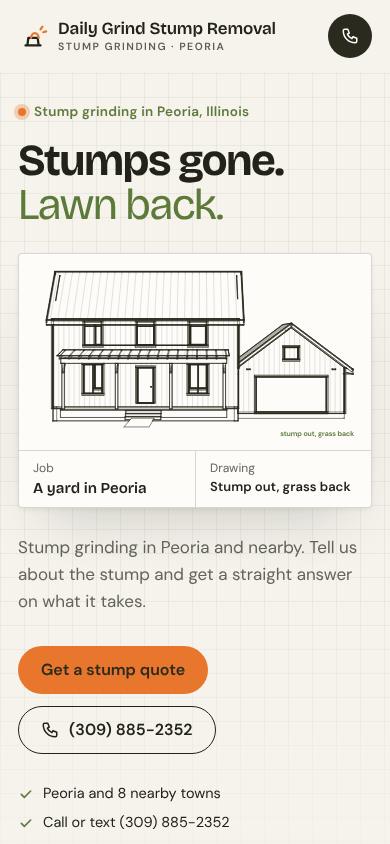 Daily Grind Stump Removal
STUMP GRINDING · PEORIA
Stump grinding in Peoria, Illinois
Stumps gone.
Lawn back.
stump out, grass back
Job
A yard in Peoria
Drawing
Stump out, grass back
Stump grinding in Peoria and nearby. Tell us
about the stump and get a straight answer
on what it takes.
Get a stump quote
(309) 885-2352
Peoria and 8 nearby towns
Call or text (309) 885-2352